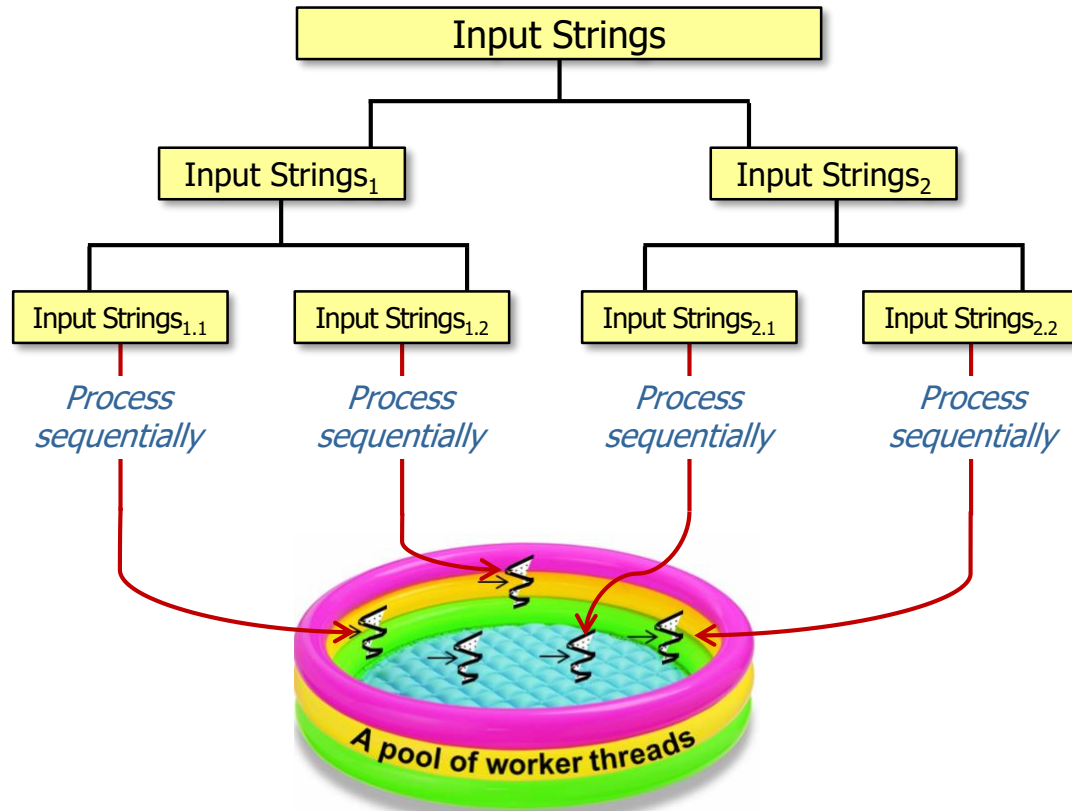 Input Strings
Input Strings₁
Input Strings₂
Input Strings₁.₁
Input Strings₁.₂
Input Strings₂.₁
Input Strings₂.₂
Process
sequentially
Process
sequentially
Process
sequentially
Process
sequentially
A pool of worker threads